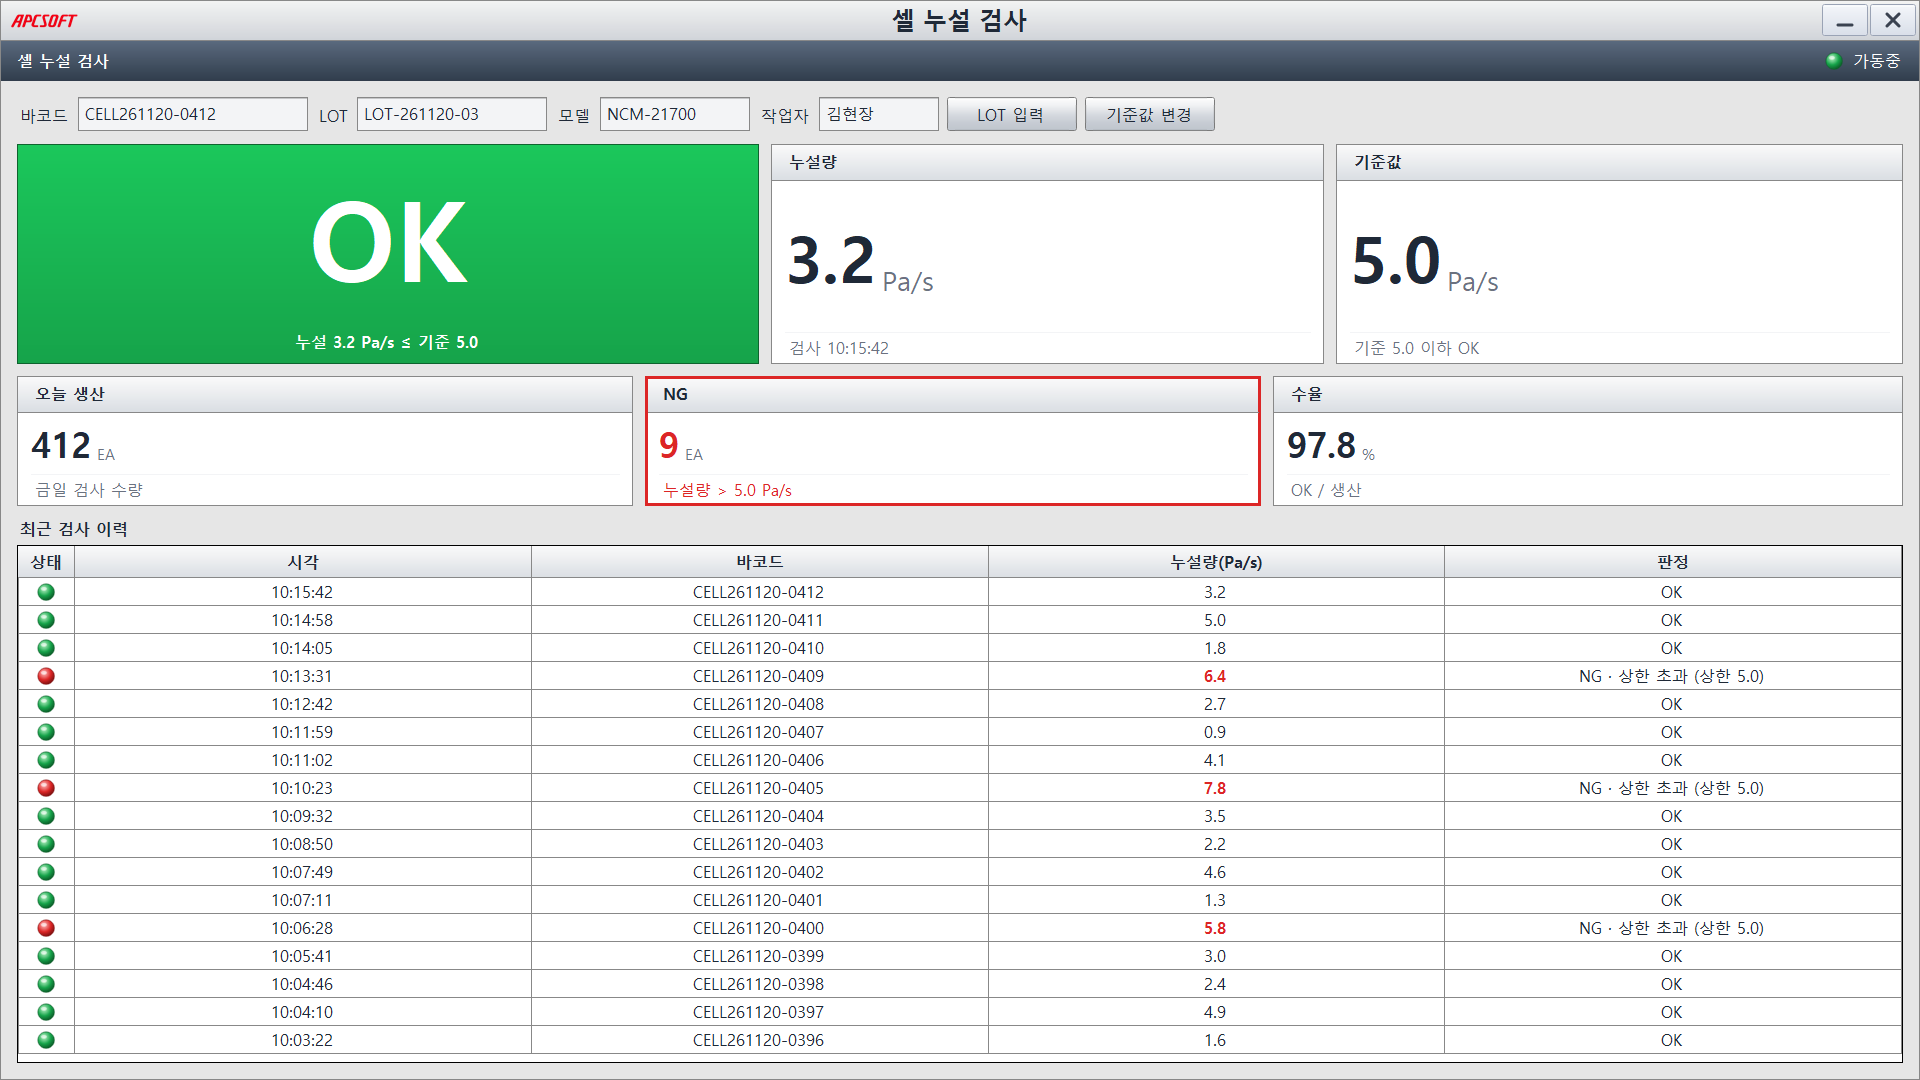 APCSOFT
셀 누설 검사
셀 누설 검사
가동중
바코드 CELL261120-0412 LOT LOT-261120-03 모델 NCM-21700 작업자 김현장 LOT 입력 기준값 변경
OK
누설 3.2 Pa/s ≤ 기준 5.0
누설량
3.2 Pa/s
검사 10:15:42
기준값
5.0 Pa/s
기준 5.0 이하 OK
오늘 생산
412 EA
금일 검사 수량
NG
9 EA
누설량 > 5.0 Pa/s
수율
97.8 %
OK / 생산
최근 검사 이력
상태 시각 바코드 누설량(Pa/s) 판정
10:15:42 CELL261120-0412 3.2 OK
10:14:58 CELL261120-0411 5.0 OK
10:14:05 CELL261120-0410 1.8 OK
10:13:31 CELL261120-0409 6.4 NG · 상한 초과 (상한 5.0)
10:12:42 CELL261120-0408 2.7 OK
10:11:59 CELL261120-0407 0.9 OK
10:11:02 CELL261120-0406 4.1 OK
10:10:23 CELL261120-0405 7.8 NG · 상한 초과 (상한 5.0)
10:09:32 CELL261120-0404 3.5 OK
10:08:50 CELL261120-0403 2.2 OK
10:07:49 CELL261120-0402 4.6 OK
10:07:11 CELL261120-0401 1.3 OK
10:06:28 CELL261120-0400 5.8 NG · 상한 초과 (상한 5.0)
10:05:41 CELL261120-0399 3.0 OK
10:04:46 CELL261120-0398 2.4 OK
10:04:10 CELL261120-0397 4.9 OK
10:03:22 CELL261120-0396 1.6 OK